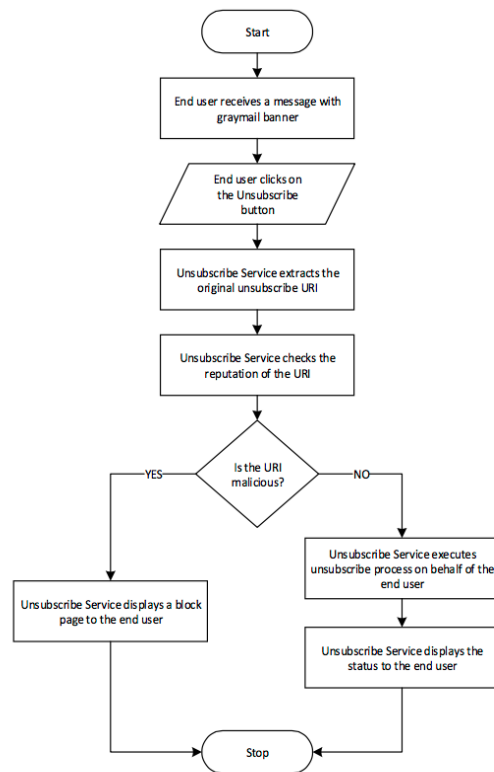 Start
End user receives a message with
graymail banner
End user clicks on
the Unsubscribe
button
Unsubscribe Service extracts the
original unsubscribe URI
Unsubscribe Service checks the
reputation of the URI
Is the URI
malicious?
YES
NO
Unsubscribe Service executes
unsubscribe process on behalf of the
end user
Unsubscribe Service displays a block
page to the end user
Unsubscribe Service displays the
status to the end user
Stop